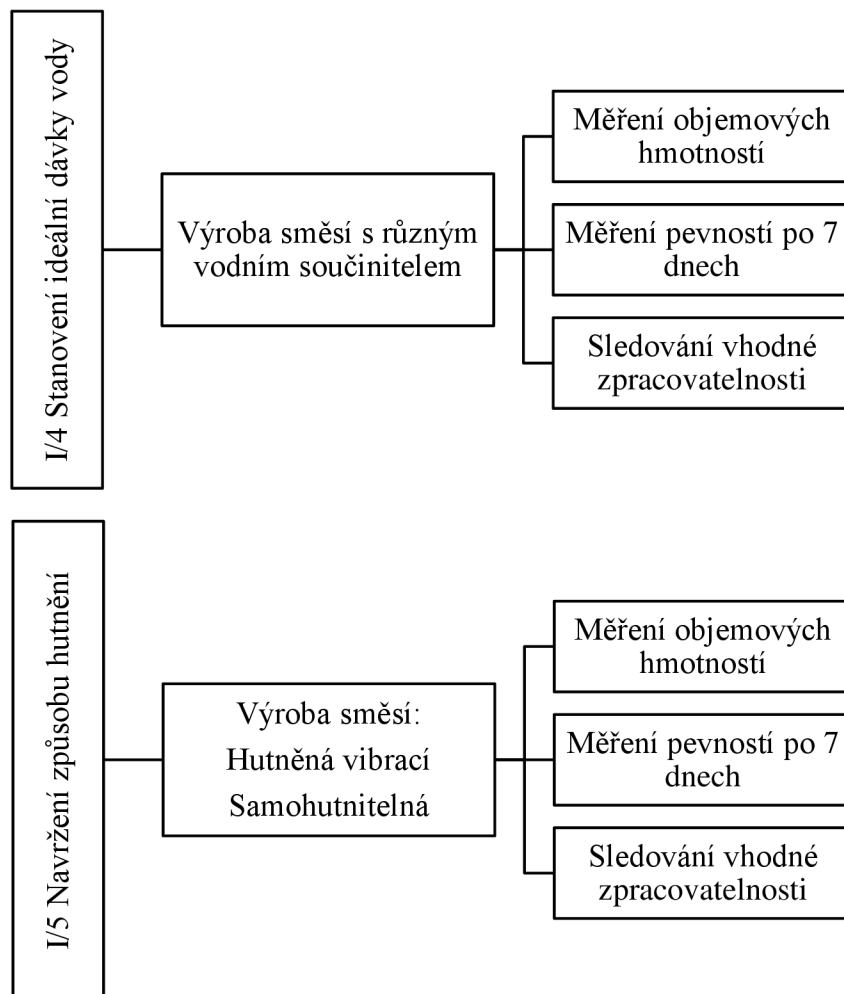 I/4 Stanovení ideální dávky vody
Výroba směsí s různým
vodním součinitelem
Měření objemových
hmotností
Měření pevností po 7
dnech
Sledování vhodné
zpracovatelnosti
I/5 Navržení způsobu hutnění
Výroba směsí:
Hutněná vibrací
Samohutnitelná
Měření objemových
hmotností
Měření pevností po 7
dnech
Sledování vhodné
zpracovatelnosti